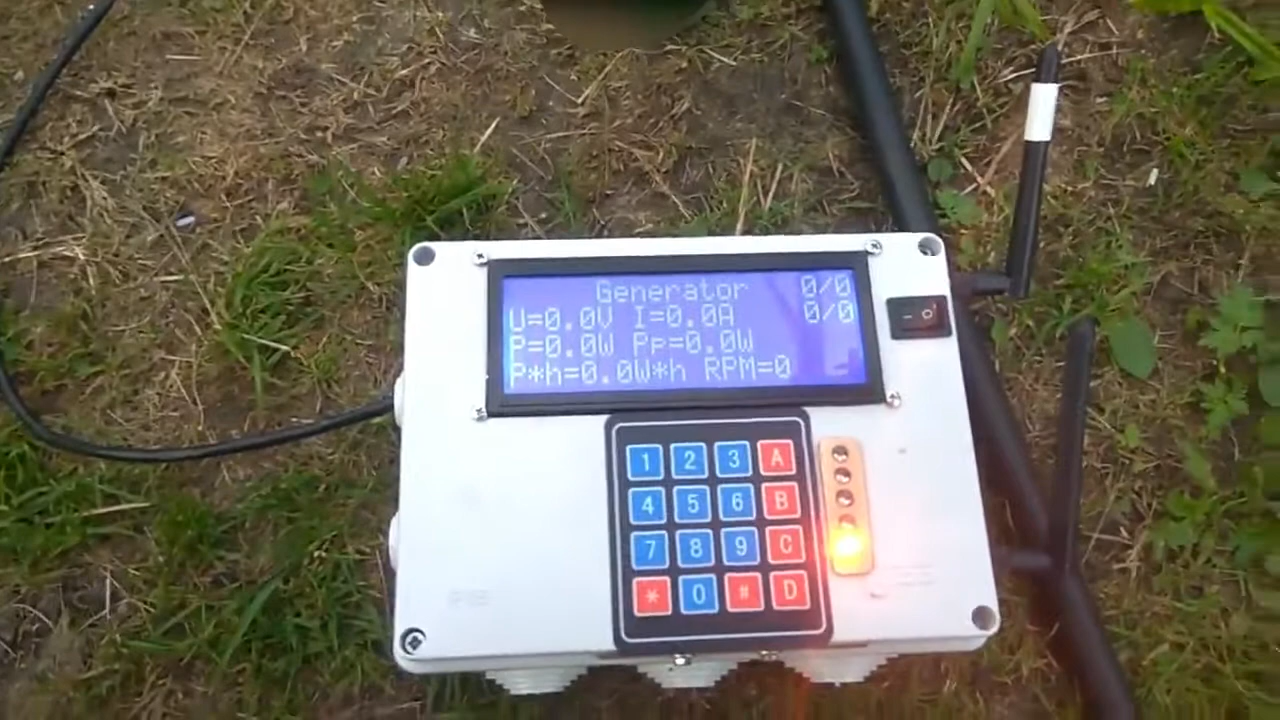 Generator 0/0
U=0.0V I=0.0A 0/0
P=0.0W Pp=0.0W
P*h=0.0W*h RPM=0
1 2 3 A
4 5 6 B
7 8 9 C
* 0 # D